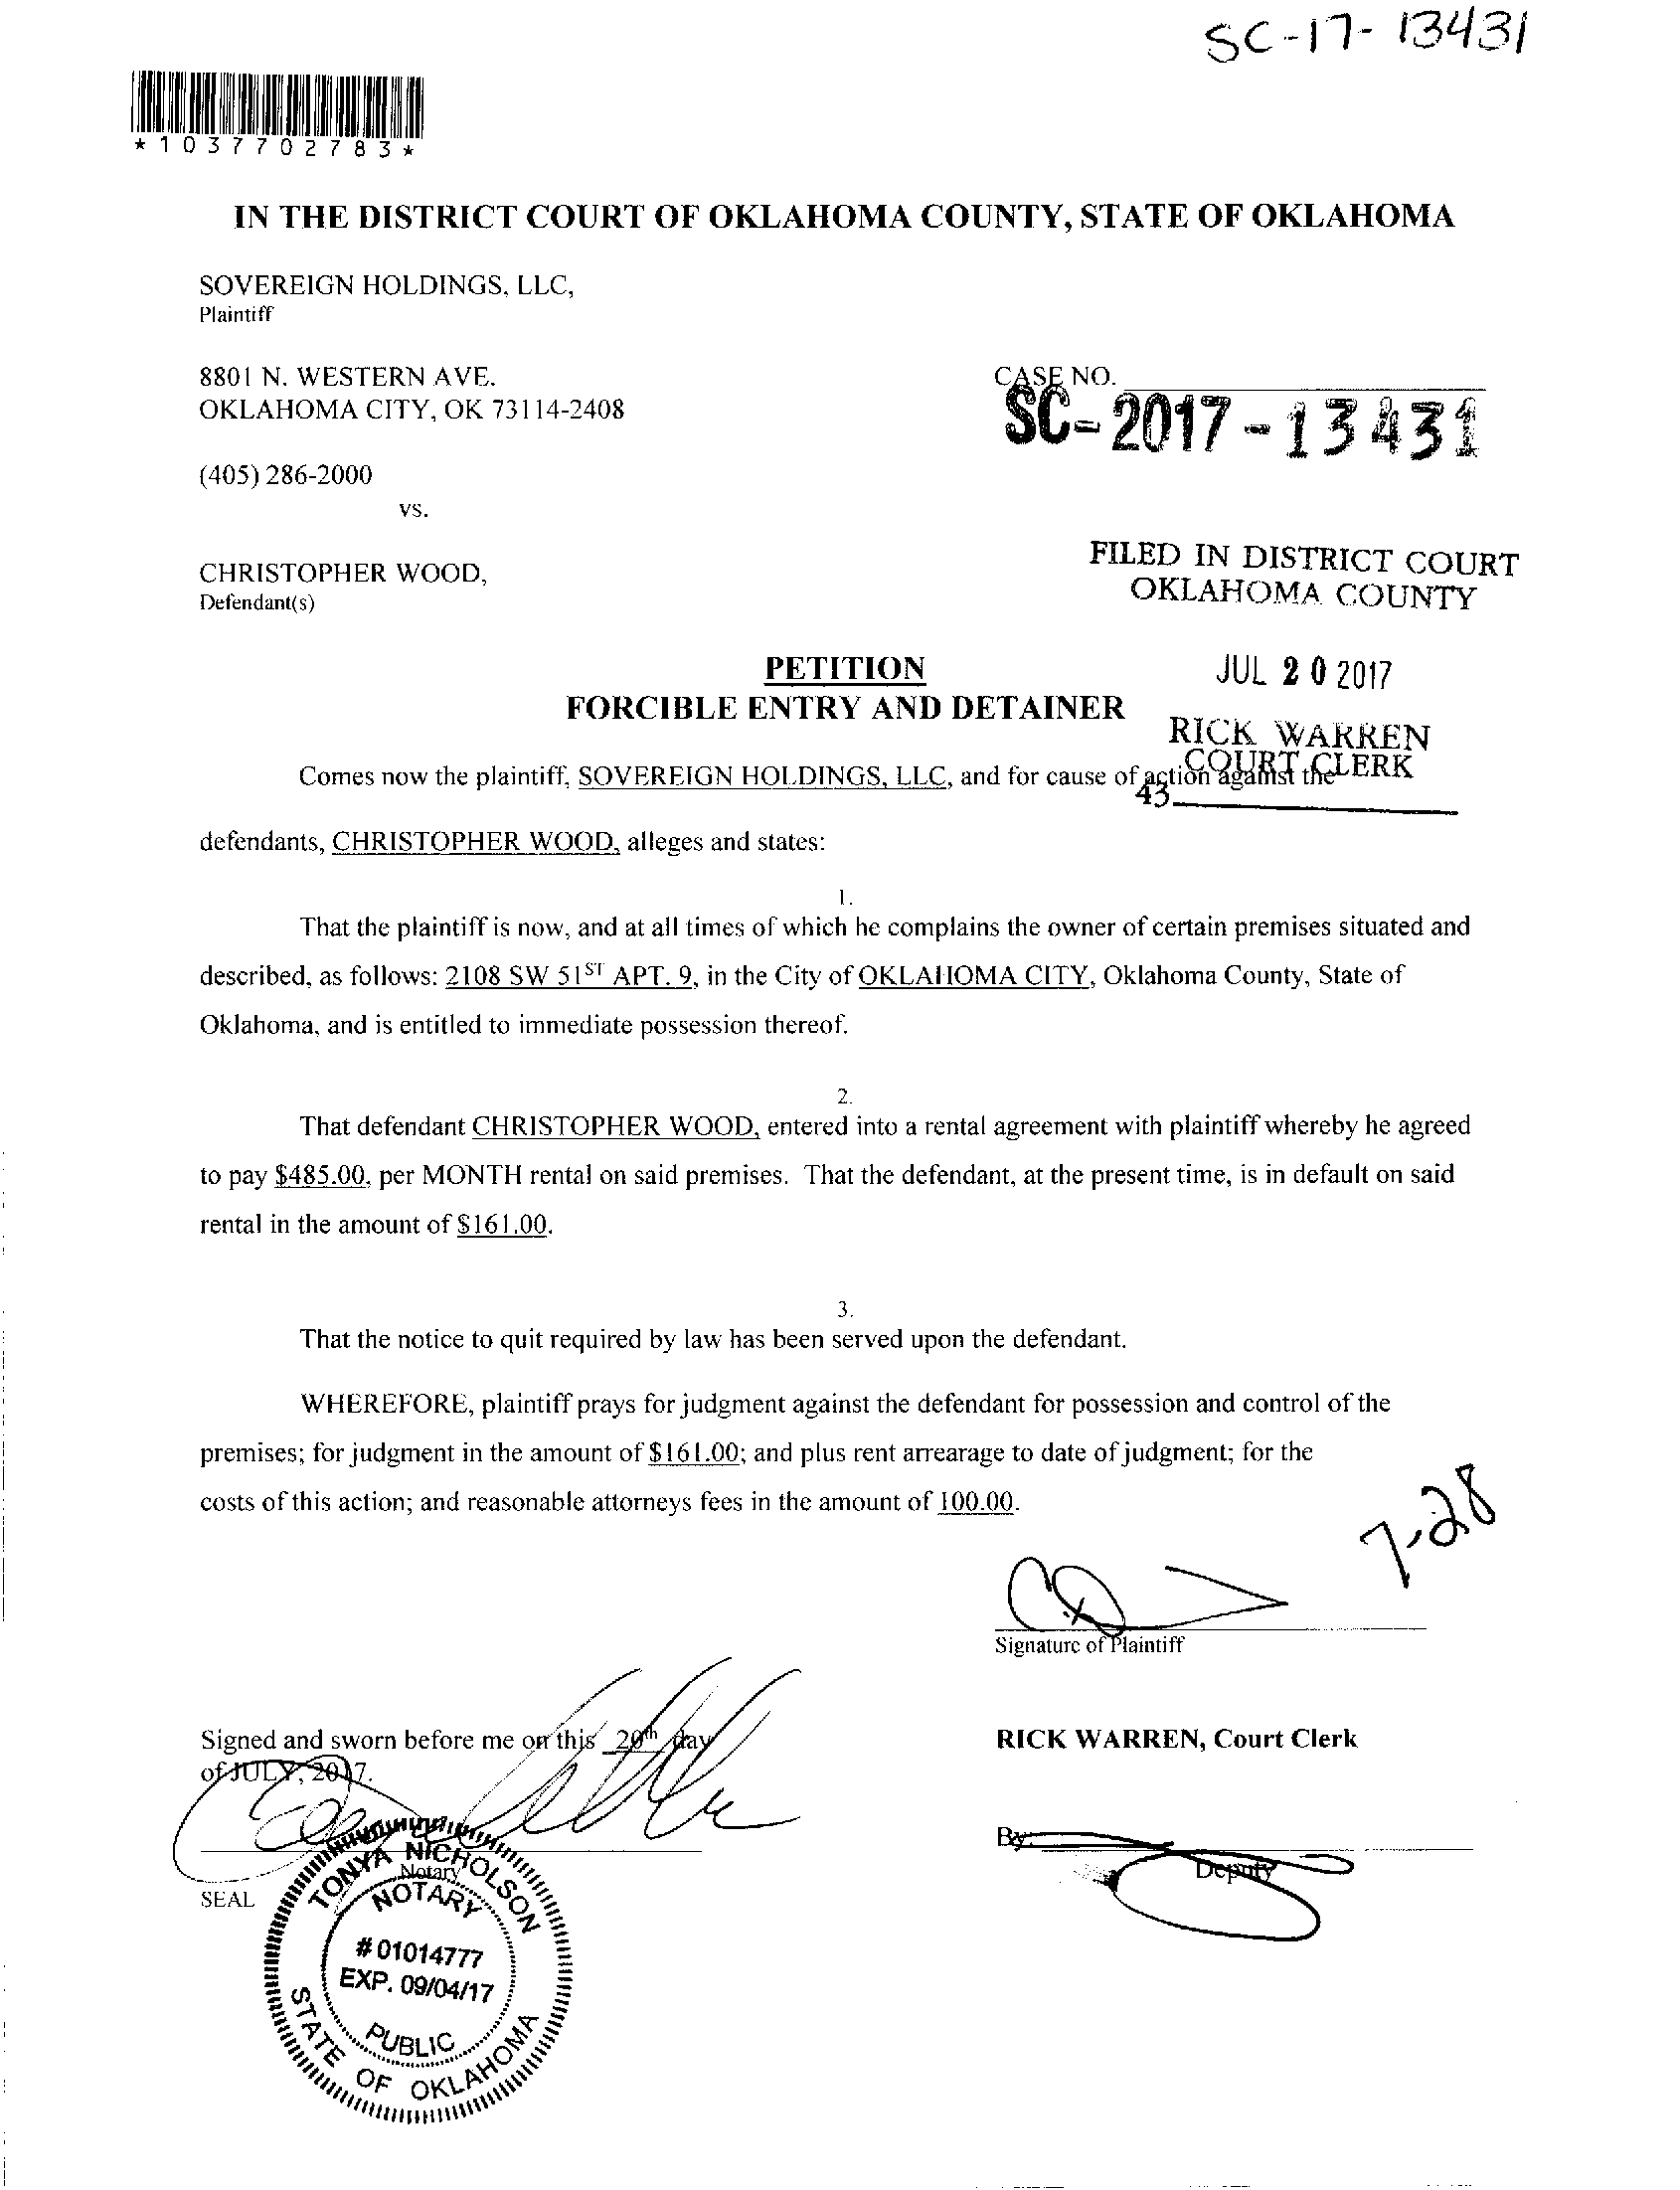 SC-17-13431
*1037702783*
IN THE DISTRICT COURT OF OKLAHOMA COUNTY, STATE OF OKLAHOMA
SOVEREIGN HOLDINGS, LLC,
Plaintiff
8801 N. WESTERN AVE.
OKLAHOMA CITY, OK 73114-2408
CASE NO.
SC-2017-13431
(405) 286-2000
vs.
CHRISTOPHER WOOD,
Defendant(s)
FILED IN DISTRICT COURT
OKLAHOMA COUNTY
JUL 20 2017
RICK WARREN
COURT CLERK
43
PETITION
FORCIBLE ENTRY AND DETAINER
Comes now the plaintiff, SOVEREIGN HOLDINGS, LLC, and for cause of action against the
defendants, CHRISTOPHER WOOD, alleges and states:
1.
That the plaintiff is now, and at all times of which he complains the owner of certain premises situated and
described, as follows: 2108 SW 51ST APT. 9, in the City of OKLAHOMA CITY, Oklahoma County, State of
Oklahoma, and is entitled to immediate possession thereof.
2.
That defendant CHRISTOPHER WOOD, entered into a rental agreement with plaintiff whereby he agreed
to pay $485.00, per MONTH rental on said premises. That the defendant, at the present time, is in default on said
rental in the amount of $161.00.
3.
That the notice to quit required by law has been served upon the defendant.
WHEREFORE, plaintiff prays for judgment against the defendant for possession and control of the
premises; for judgment in the amount of $161.00; and plus rent arrearage to date of judgment; for the
costs of this action; and reasonable attorneys fees in the amount of 100.00.
7-28
Signature of Plaintiff
Signed and sworn before me on this 20th day
of JULY, 2017.
RICK WARREN, Court Clerk
Notary
By:
Deputy
SEAL
TONYA NICHOLSON
NOTARY
#01014777
EXP. 09/04/17
PUBLIC
STATE OF OKLAHOMA